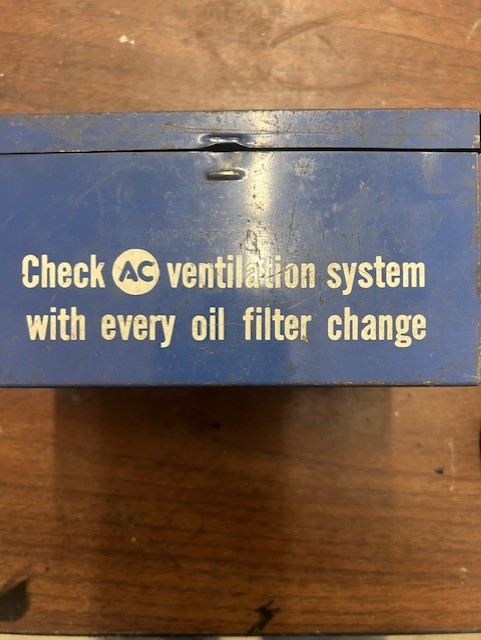 Check AC ventilation system
with every oil filter change